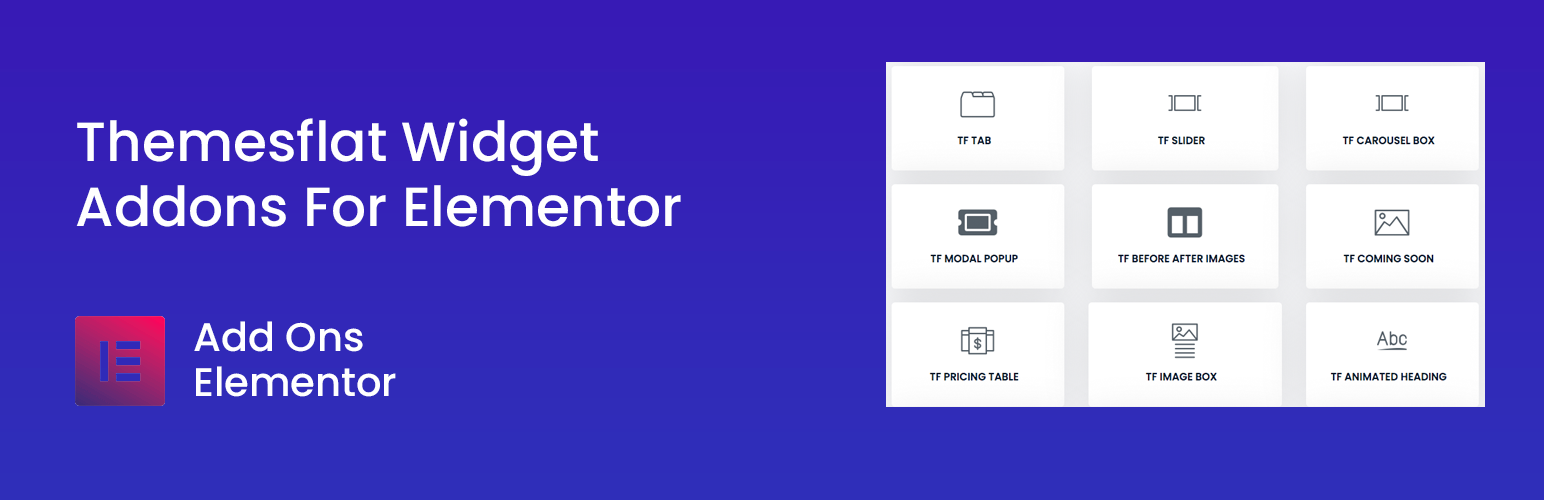 Themesflat Widget
Addons For Elementor
Add Ons
Elementor
TF TAB
TF SLIDER
TF CAROUSEL BOX
TF MODAL POPUP
TF BEFORE AFTER IMAGES
TF COMING SOON
$
TF PRICING TABLE
TF IMAGE BOX
Abc
TF ANIMATED HEADING